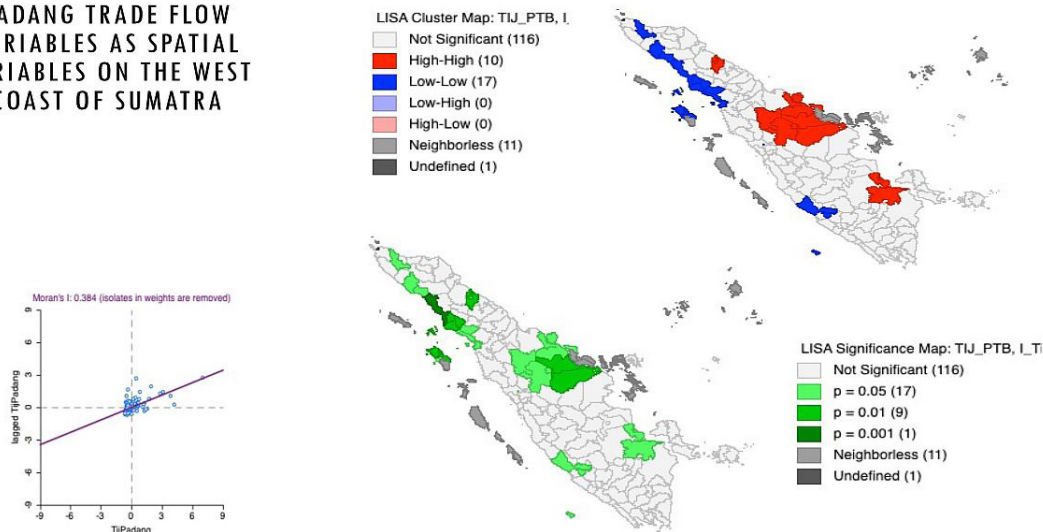 ADANG TRADE FLOW
RIABLES AS SPATIAL
RIABLES ON THE WEST
COAST OF SUMATRA
LISA Cluster Map: TIJ_PTB, I_
Not Significant (116)
High-High (10)
Low-Low (17)
Low-High (0)
High-Low (0)
Neighborless (11)
Undefined (1)
Moran's I: 0.384 (isolates in weights are removed)
lagged TijPadang
9
6
3
0
-3
-6
-9
-9 -6 -3 0 3 6 9
TijPadang
LISA Significance Map: TIJ_PTB, I_Ti
Not Significant (116)
p = 0.05 (17)
p = 0.01 (9)
p = 0.001 (1)
Neighborless (11)
Undefined (1)